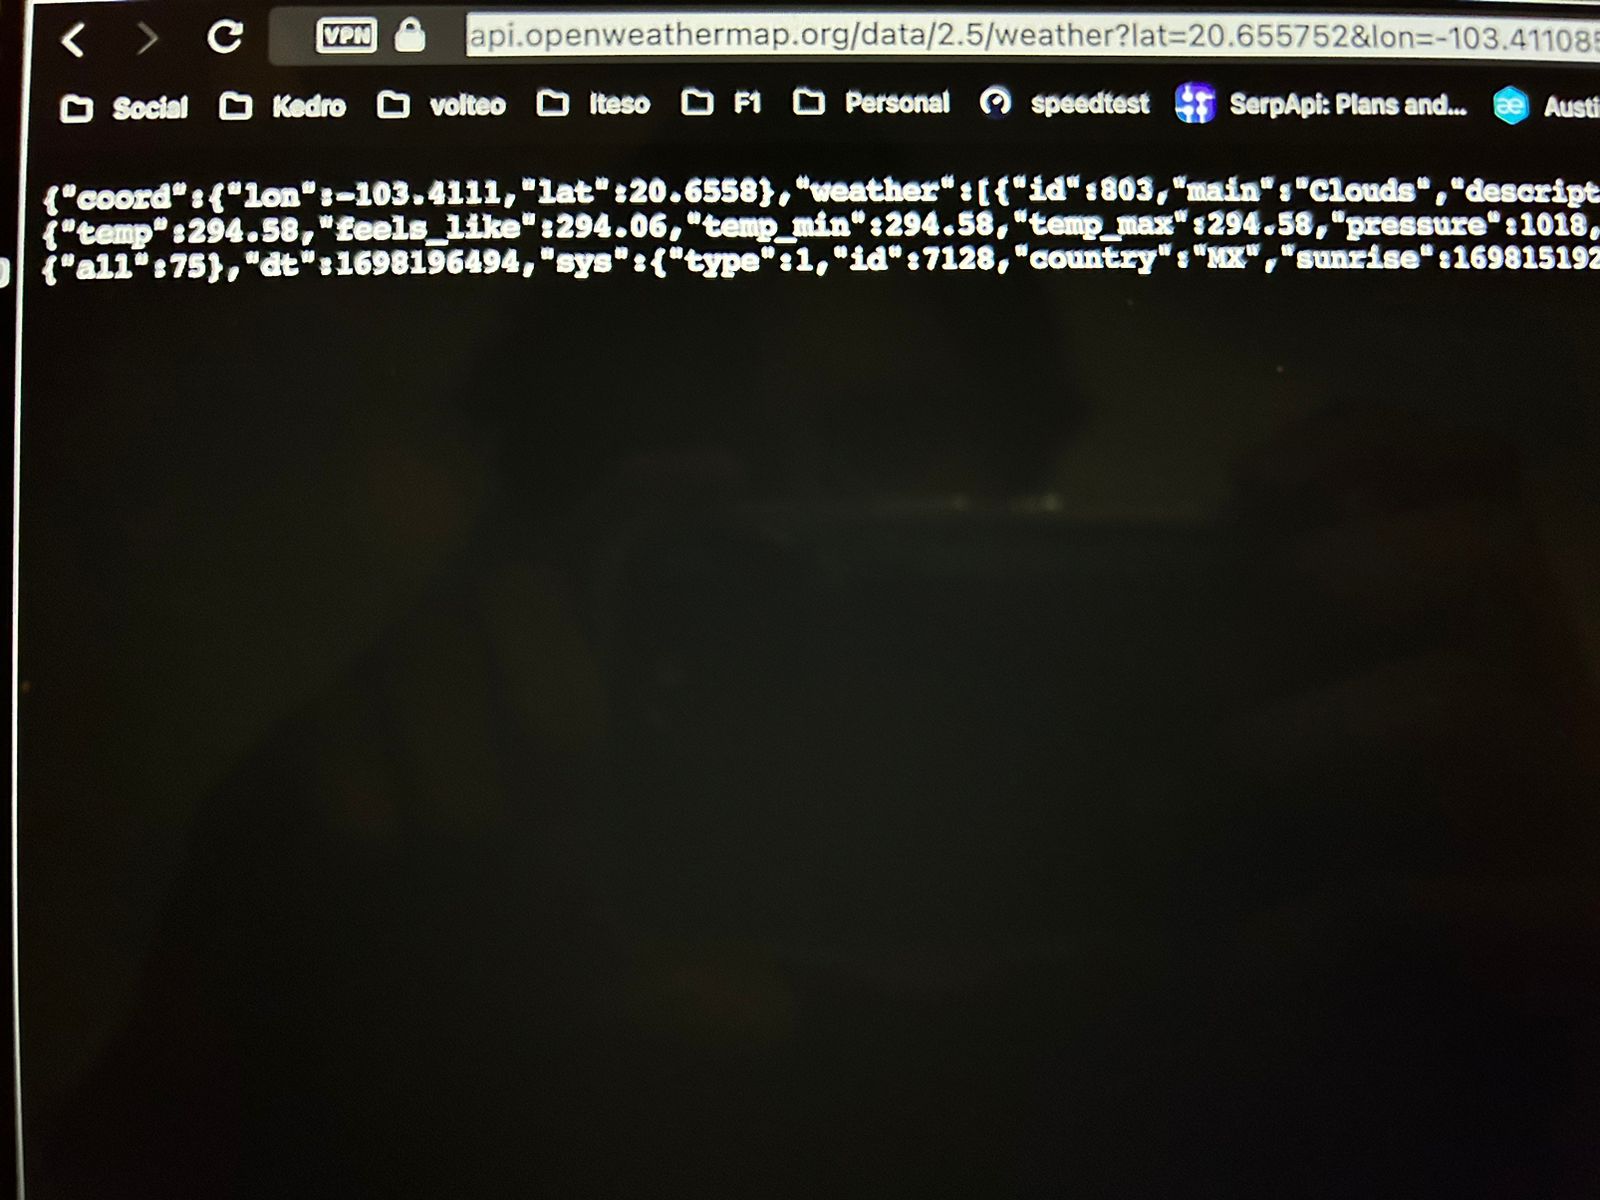 VPN api.openweathermap.org/data/2.5/weather?lat=20.655752&lon=-103.411085
Social Kedro volteo Iteso F1 Personal speedtest SerpApi: Plans and... Austi
{"coord":{"lon":-103.4111,"lat":20.6558},"weather":[{"id":803,"main":"Clouds","descript
{"temp":294.58,"feels_like":294.06,"temp_min":294.58,"temp_max":294.58,"pressure":1018,
{"all":75},"dt":1698196494,"sys":{"type":1,"id":7128,"country":"MX","sunrise":169815192